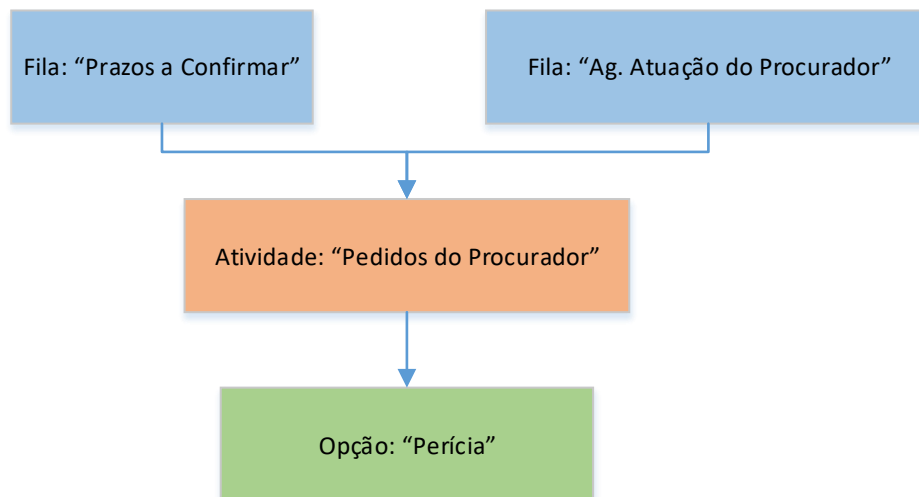 Fila: “Prazos a Confirmar”
Fila: “Ag. Atuação do Procurador”
Atividade: “Pedidos do Procurador”
Opção: “Perícia”